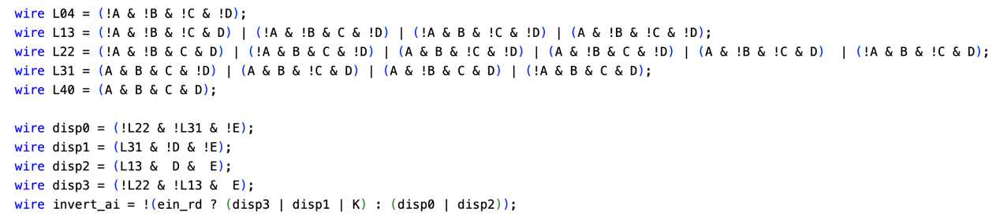 wire L04 = (!A & !B & !C & !D);
wire L13 = (!A & !B & !C & D) | (!A & !B & C & !D) | (!A & B & !C & !D) | (A & !B & !C & !D);
wire L22 = (!A & !B & C & D) | (!A & B & C & !D) | (A & B & !C & !D) | (A & !B & C & !D) | (A & !B & !C & D)  | (!A & B & !C & D);
wire L31 = (A & B & C & !D) | (A & B & !C & D) | (A & !B & C & D) | (!A & B & C & D);
wire L40 = (A & B & C & D);
wire disp0 = (!L22 & !L31 & !E);
wire disp1 = (L31 & !D & !E);
wire disp2 = (L13 &  D &  E);
wire disp3 = (!L22 & !L13 &  E);
wire invert_ai = !(ein_rd ? (disp3 | disp1 | K) : (disp0 | disp2));